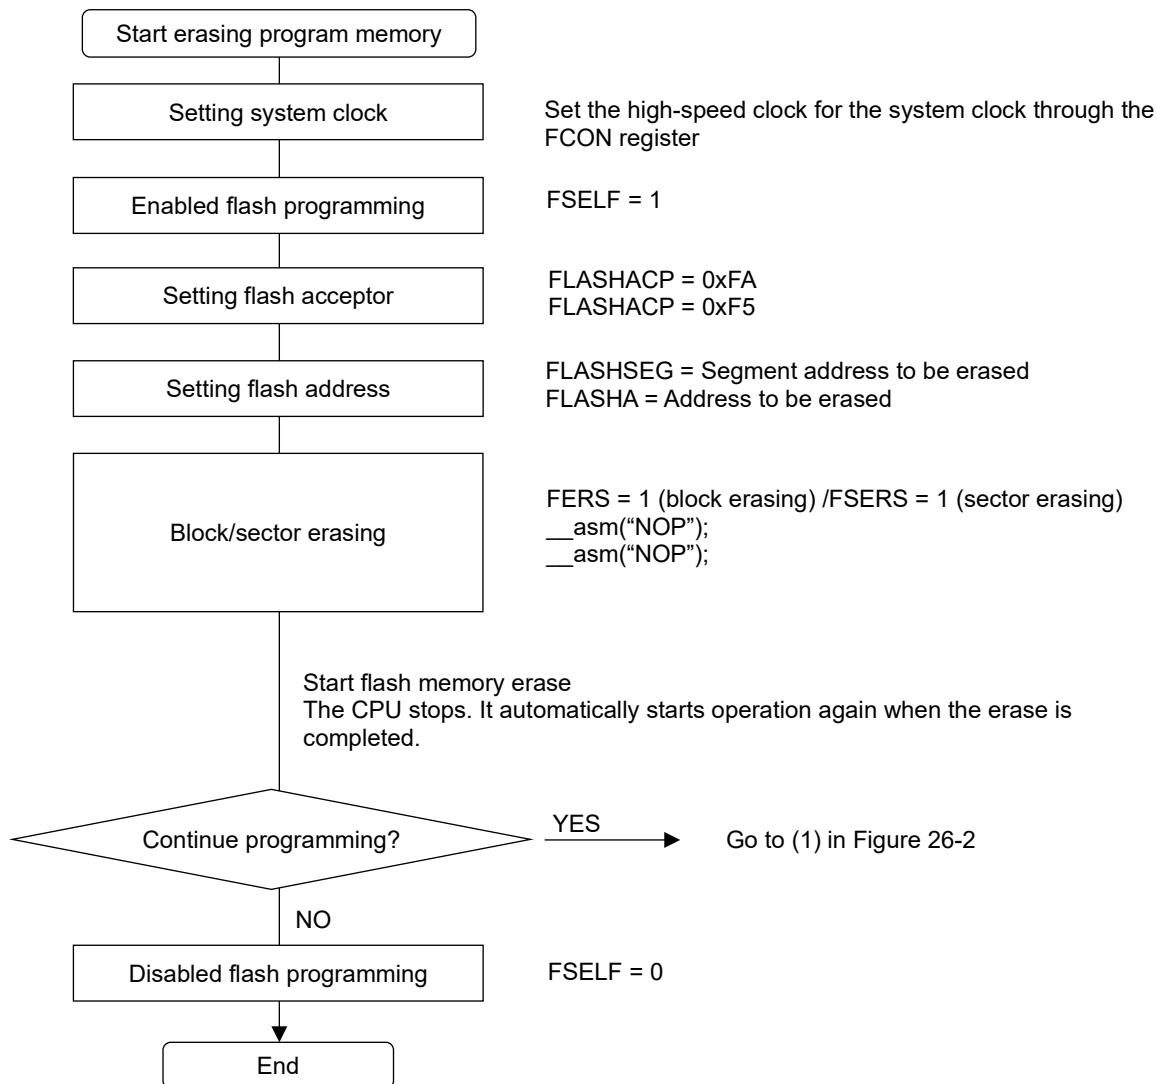 Start erasing program memory
Setting system clock
Set the high-speed clock for the system clock through the
FCON register
Enabled flash programming
FSELF = 1
Setting flash acceptor
FLASHACP = 0xFA
FLASHACP = 0xF5
Setting flash address
FLASHSEG = Segment address to be erased
FLASHA = Address to be erased
Block/sector erasing
FERS = 1 (block erasing) /FSERS = 1 (sector erasing)
__asm(“NOP”);
__asm(“NOP”);
Start flash memory erase
The CPU stops. It automatically starts operation again when the erase is
completed.
Continue programming?
YES
Go to (1) in Figure 26-2
NO
Disabled flash programming
FSELF = 0
End